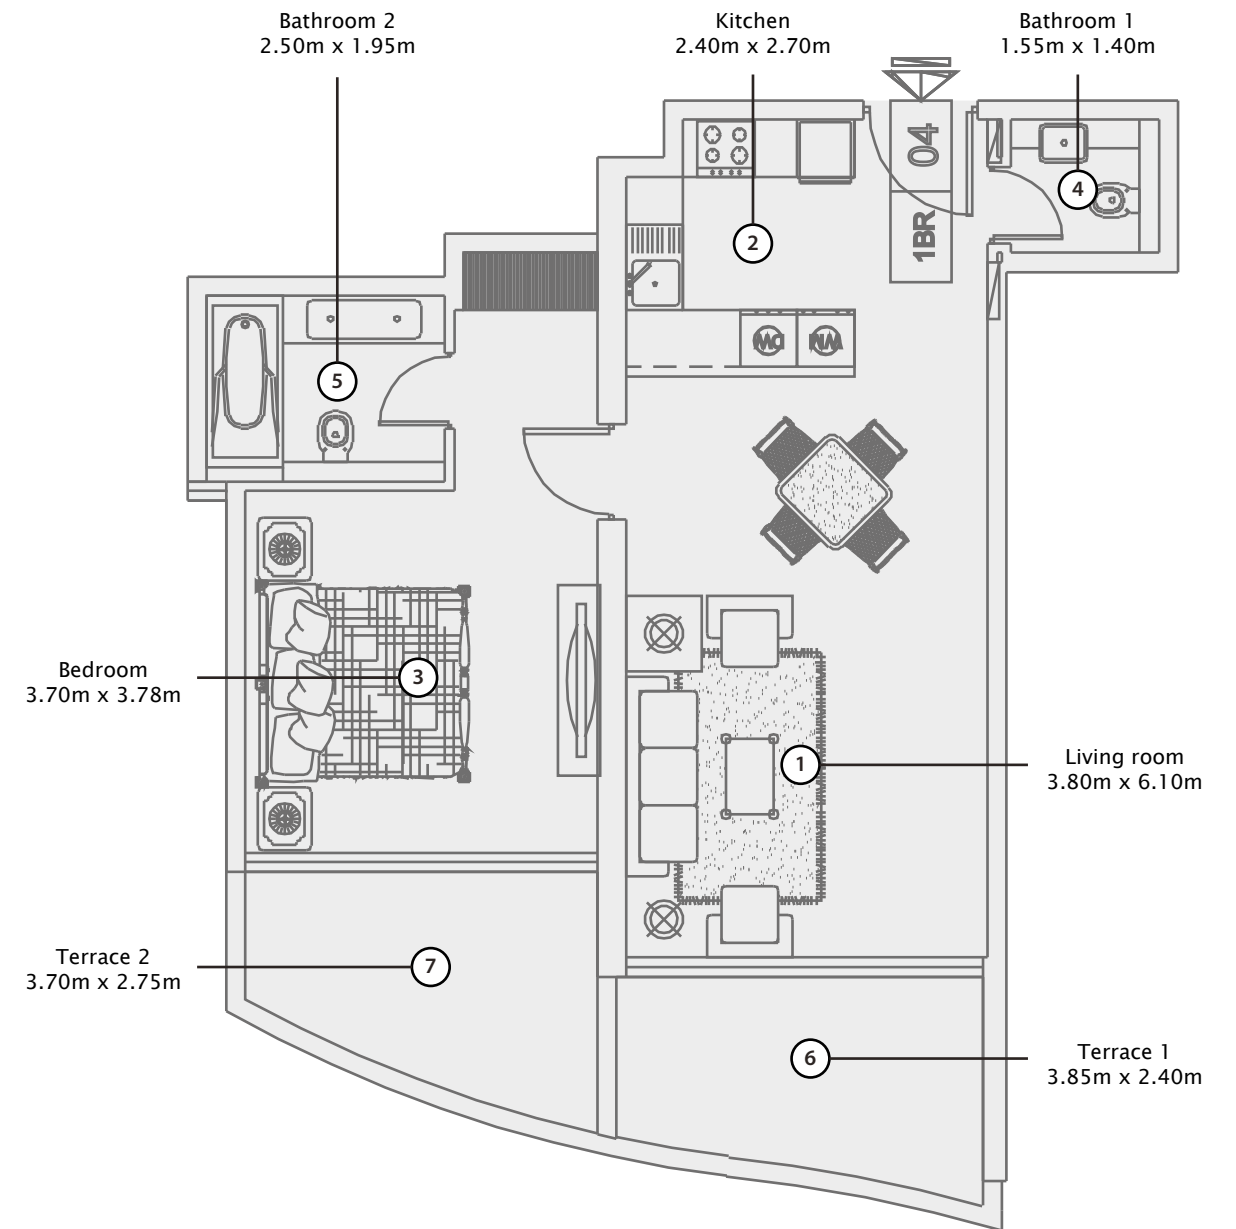 Bathroom 2
2.50m x 1.95m
Kitchen
2.40m x 2.70m
Bathroom 1
1.55m x 1.40m
04
1BR
4
2
DW
WM
5
Bedroom
3.70m x 3.78m
3
1
Living room
3.80m x 6.10m
Terrace 2
3.70m x 2.75m
7
6
Terrace 1
3.85m x 2.40m